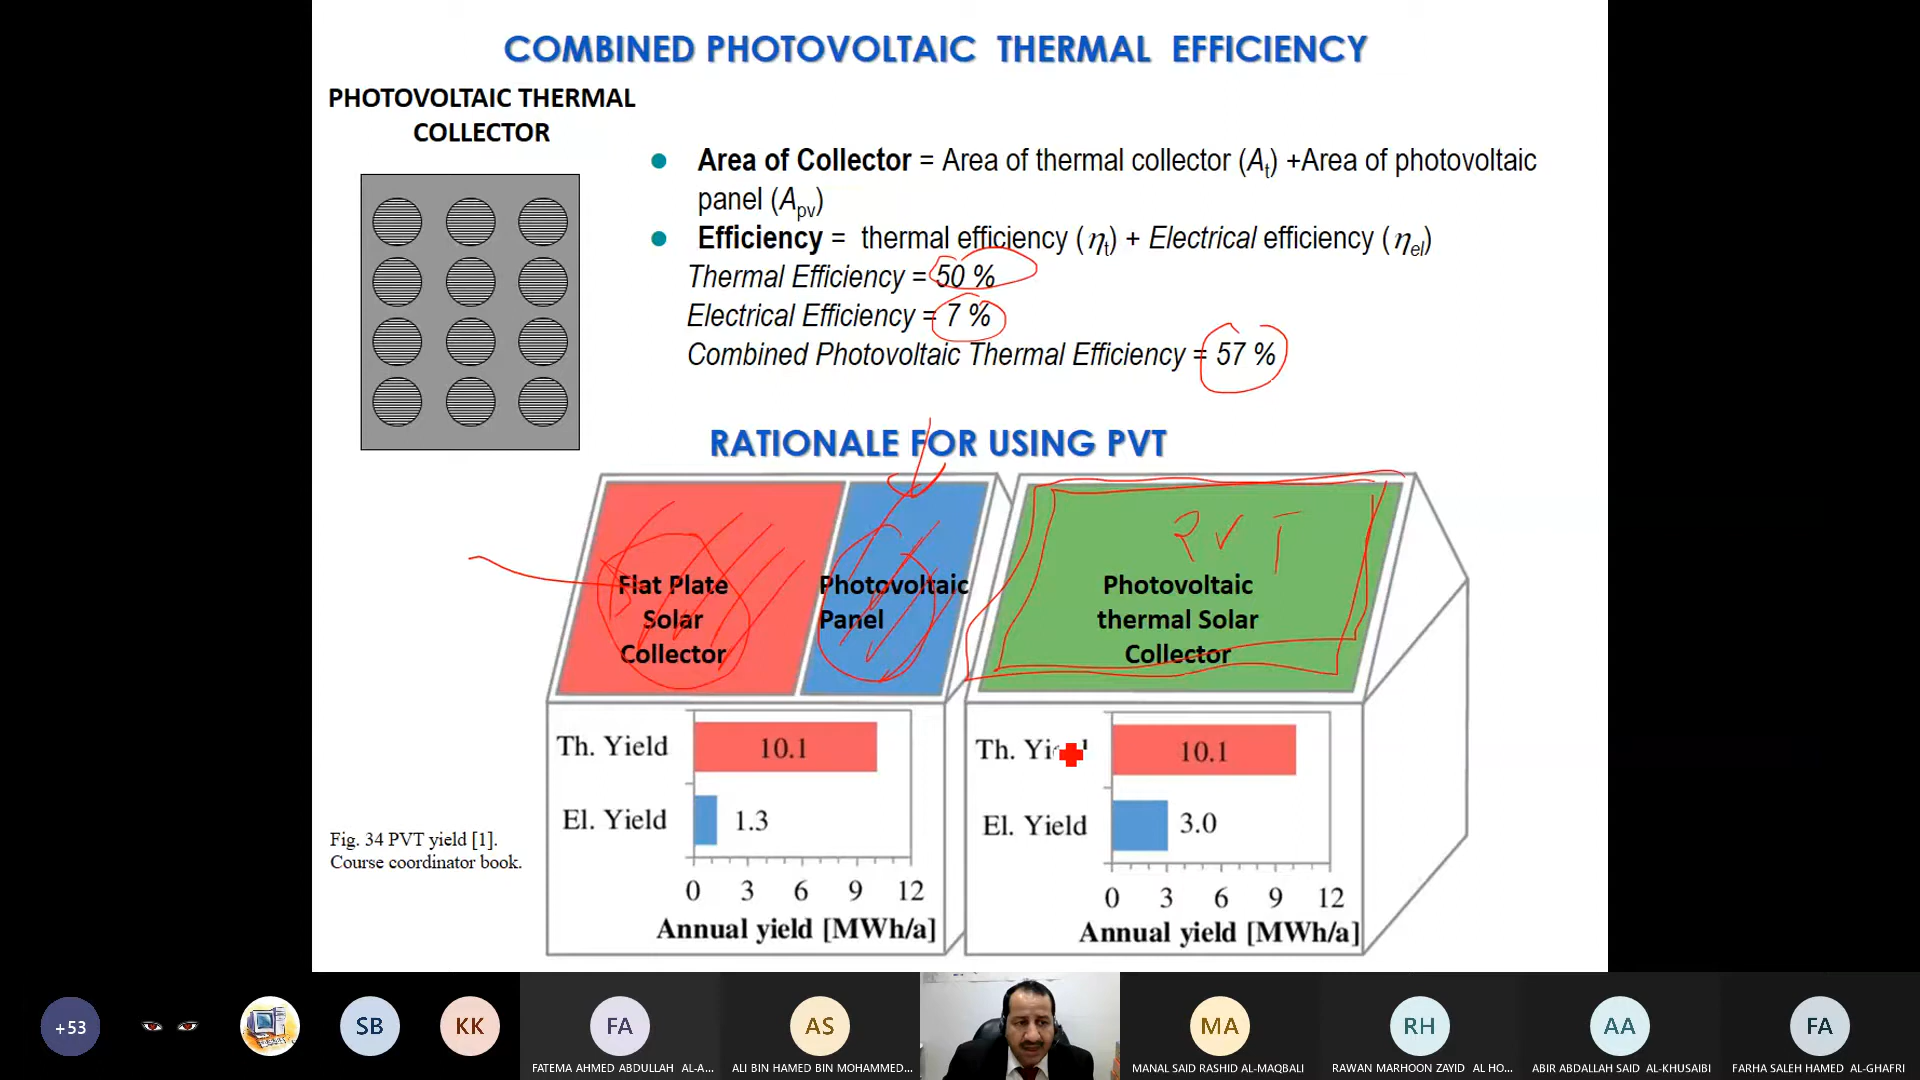 COMBINED PHOTOVOLTAIC THERMAL EFFICIENCY
PHOTOVOLTAIC THERMAL
COLLECTOR
Area of Collector = Area of thermal collector (At) +Area of photovoltaic
panel (Apv)
Efficiency = thermal efficiency (ηt) + Electrical efficiency (ηel)
Thermal Efficiency = 50 %
Electrical Efficiency = 7 %
Combined Photovoltaic Thermal Efficiency = 57 %
RATIONALE FOR USING PVT
Flat Plate
Solar
Collector
Photovoltaic
Panel
PVT
Photovoltaic
thermal Solar
Collector
Th. Yield 10.1
El. Yield 1.3
0 3 6 9 12
Annual yield [MWh/a]
Th. Yield 10.1
El. Yield 3.0
0 3 6 9 12
Annual yield [MWh/a]
Fig. 34 PVT yield [1].
Course coordinator book.
+53
SB
KK
FA
AS
MA
RH
AA
FA
FATEMA AHMED ABDULLAH AL-A...
ALI BIN HAMED BIN MOHAMMED...
MANAL SAID RASHID AL-MAQBALI
RAWAN MARHOON ZAYID AL HO...
ABIR ABDALLAH SAID AL-KHUSAIBI
FARHA SALEH HAMED AL-GHAFRI